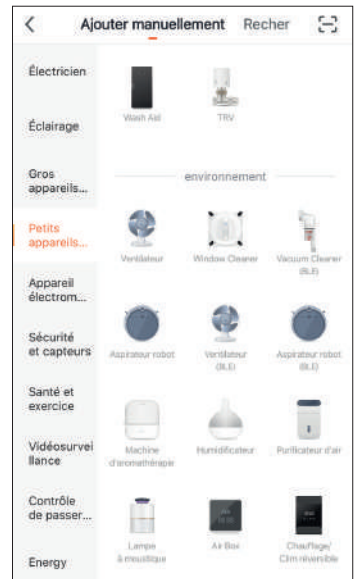 Ajouter manuellement
Recher
Électricien
Éclairage
Gros
appareils...
Petits
appareils...
Appareil
électrom...
Sécurité
et capteurs
Santé et
exercice
Vidéosurvei
llance
Contrôle
de passer...
Energy
Wash Aid
TRV
environnement
Ventilateur
Window Cleaner
Vacuum Cleaner
(BLE)
Aspirateur robot
Ventilateur
(BLE)
Aspirateur robot
(BLE)
Machine
d'aromathérapie
Humidificateur
Purificateur d'air
Lampe
à moustique
Air Box
Chauffage/
Clim réversible